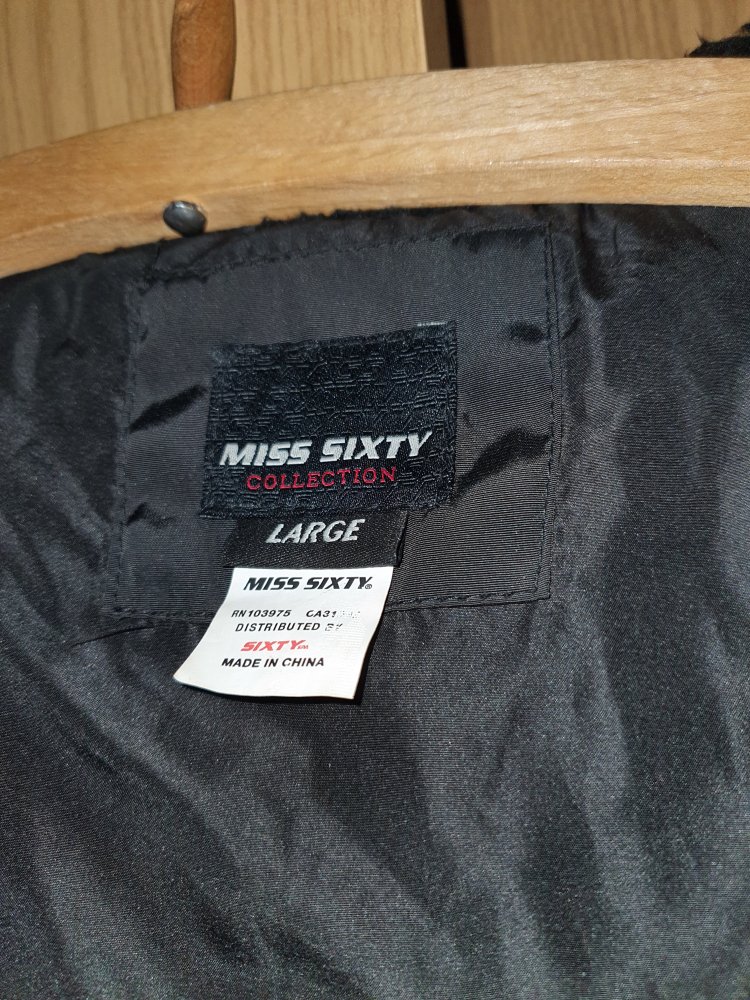 MISS SIXTY
COLLECTION
LARGE
MISS SIXTY®
RN103975
DISTRIBUTED BY
SIXTY
MADE IN CHINA